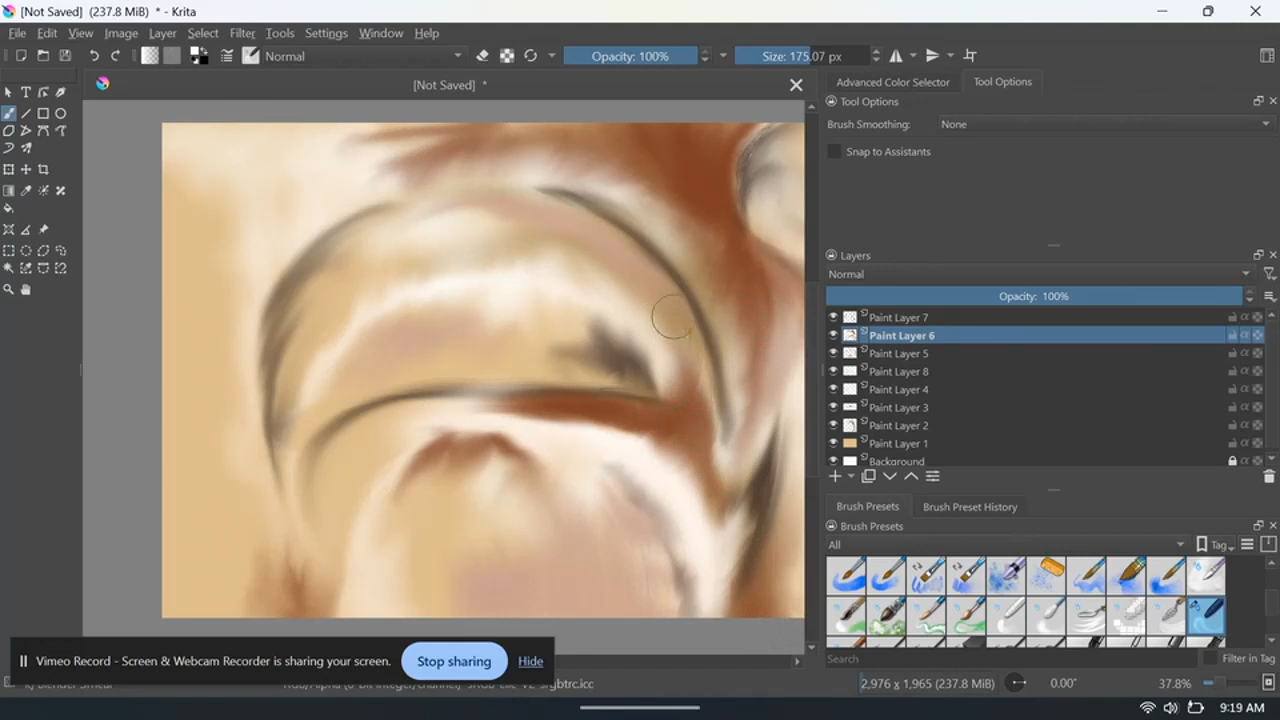 [Not Saved] (237.8 MiB) * - Krita
File Edit View Image Layer Select Filter Tools Settings Window Help
Normal Opacity: 100% Size: 175.07 px
[Not Saved] *
Advanced Color Selector Tool Options
Tool Options
Brush Smoothing: None
Snap to Assistants
Layers
Normal
Opacity: 100%
Paint Layer 7
Paint Layer 6
Paint Layer 5
Paint Layer 8
Paint Layer 4
Paint Layer 3
Paint Layer 2
Paint Layer 1
Background
Brush Presets Brush Preset History
Brush Presets
All Tag
Search Filter in Tag
Vimeo Record - Screen & Webcam Recorder is sharing your screen. Stop sharing Hide
2,976 x 1,965 (237.8 MiB) 0.00° 37.8%
9:19 AM